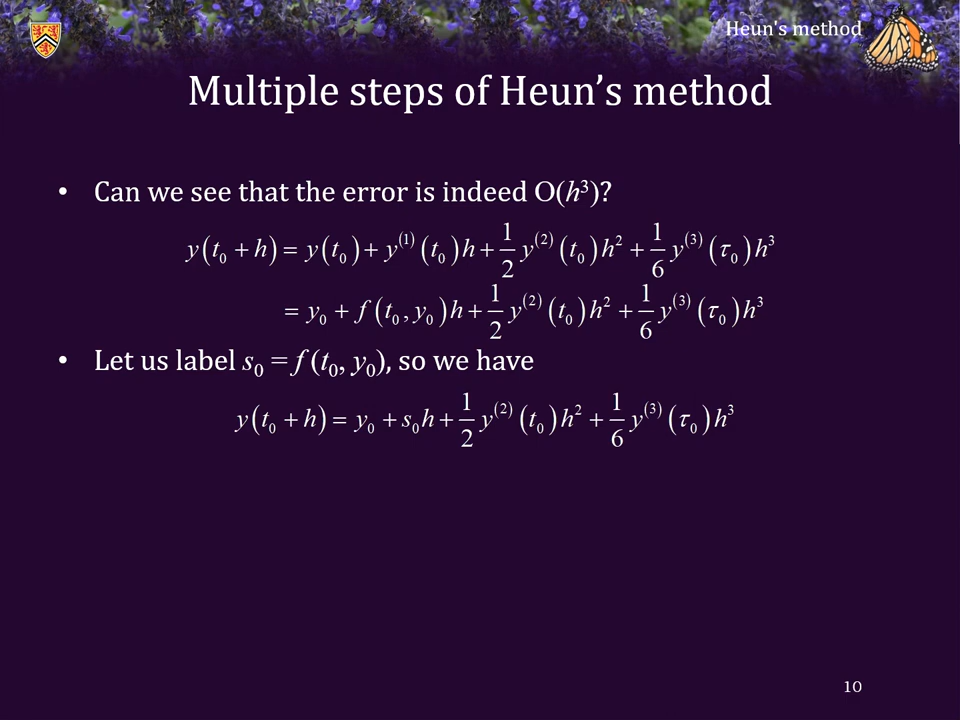 Heun's method
Multiple steps of Heun’s method
• Can we see that the error is indeed O(h³)?
y(t₀ + h) = y(t₀) + y⁽¹⁾(t₀)h + 1/2 y⁽²⁾(t₀)h² + 1/6 y⁽³⁾(τ₀)h³
= y₀ + f(t₀, y₀)h + 1/2 y⁽²⁾(t₀)h² + 1/6 y⁽³⁾(τ₀)h³
• Let us label s₀ = f (t₀, y₀), so we have
y(t₀ + h) = y₀ + s₀h + 1/2 y⁽²⁾(t₀)h² + 1/6 y⁽³⁾(τ₀)h³
10